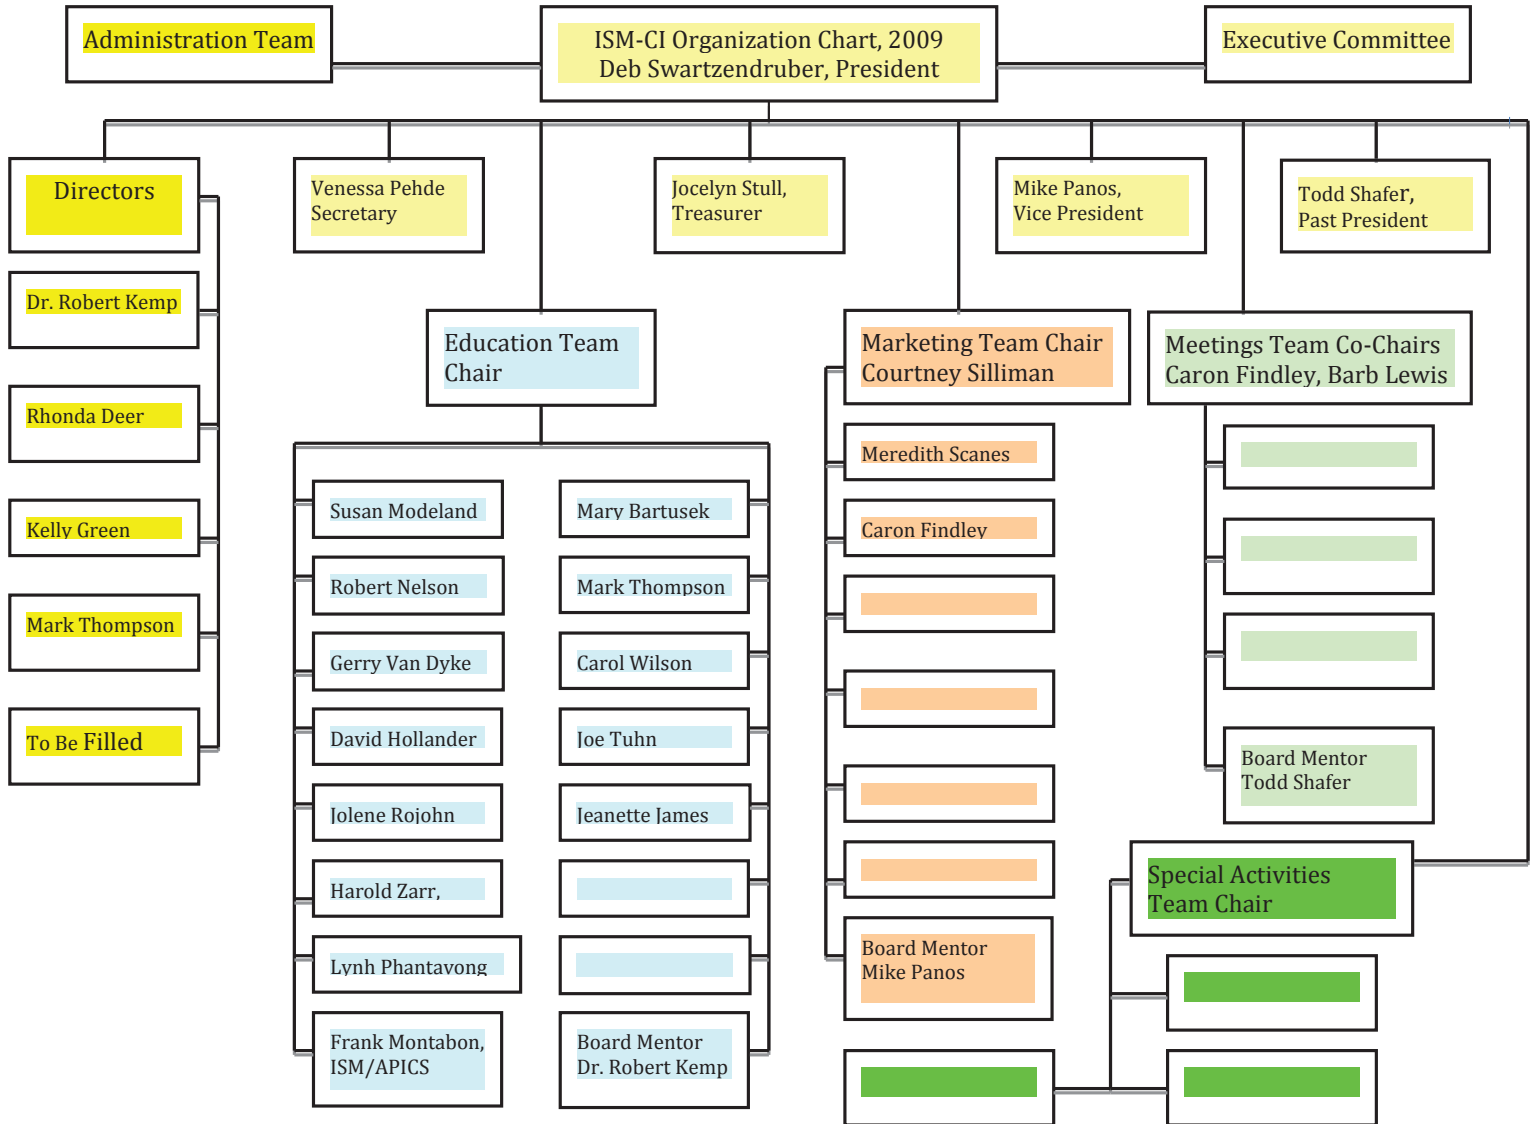 Administration Team
ISM-CI Organization Chart, 2009
Deb Swartzendruber, President
Executive Committee
Directors
Venessa Pehde
Secretary
Jocelyn Stull,
Treasurer
Mike Panos,
Vice President
Todd Shafer,
Past President
Dr. Robert Kemp
Rhonda Deer
Kelly Green
Mark Thompson
To Be Filled
Education Team
Chair
Susan Modeland
Robert Nelson
Gerry Van Dyke
David Hollander
Jolene Rojohn
Harold Zarr,
Lynh Phantavong
Frank Montabon,
ISM/APICS
Mary Bartusek
Mark Thompson
Carol Wilson
Joe Tuhn
Jeanette James
Board Mentor
Dr. Robert Kemp
Marketing Team Chair
Courtney Silliman
Meredith Scanes
Caron Findley
Board Mentor
Mike Panos
Meetings Team Co-Chairs
Caron Findley, Barb Lewis
Board Mentor
Todd Shafer
Special Activities
Team Chair